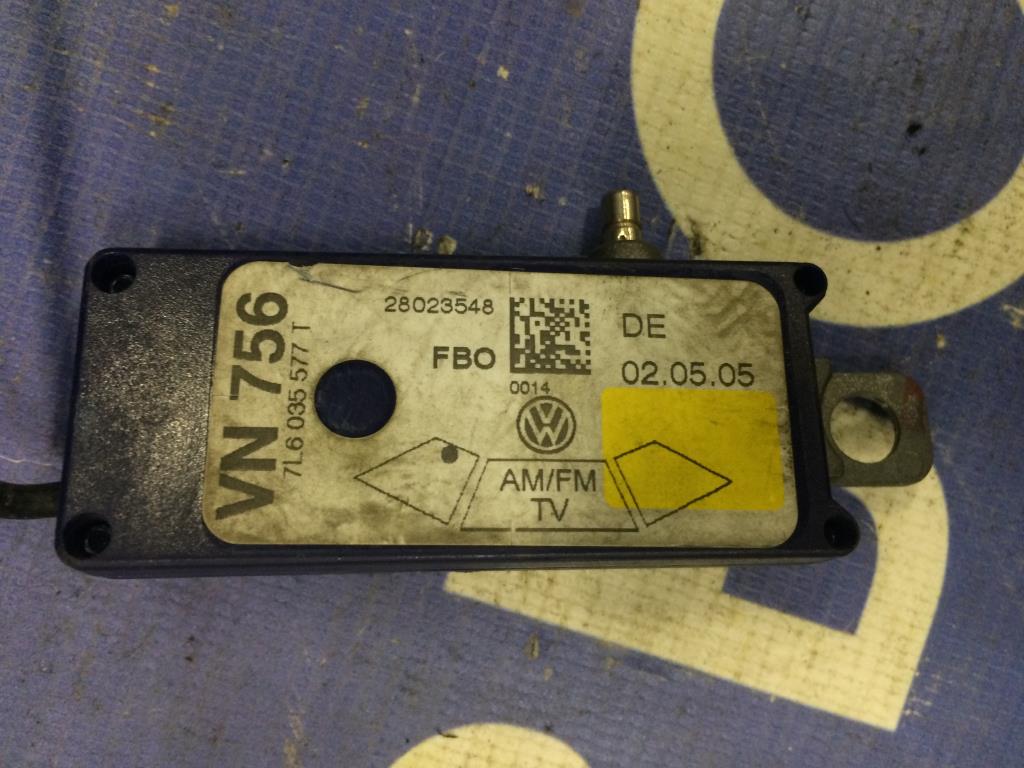 VN 756
7L6 035 577 T
28023548
FBO
0014
DE
02.05.05
AM/FM
TV